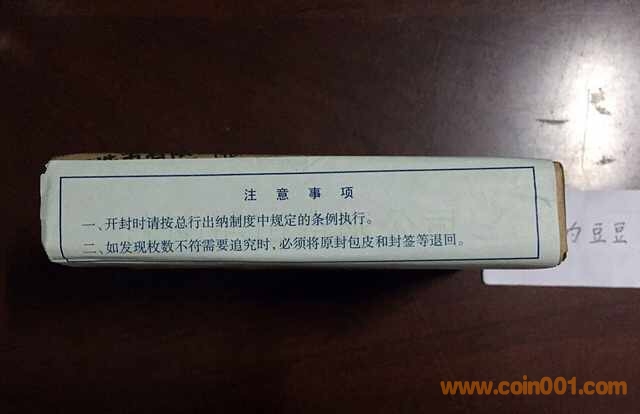 注意事项
一、开封时请按总行出纳制度中规定的条例执行。
二、如发现枚数不符需要追究时，必须将原封包皮和封签等退回。
豆豆
www.coin001.com